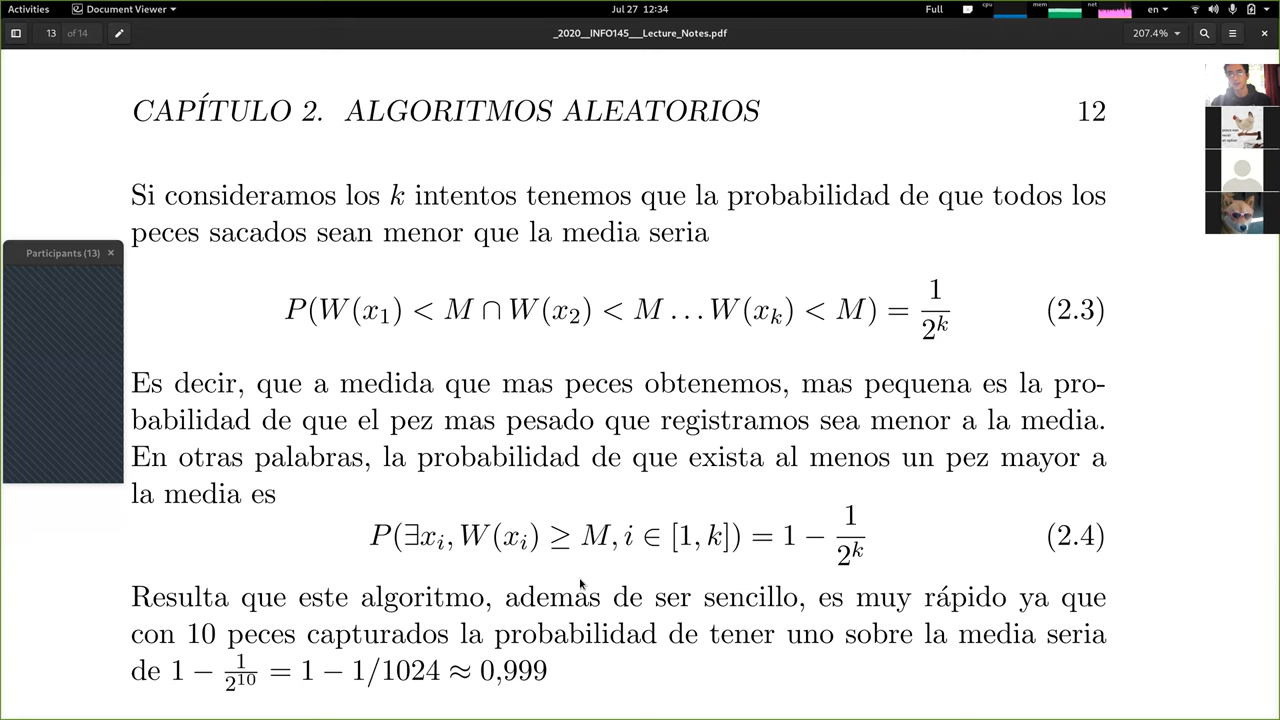 Activities
Document Viewer
Jul 27 12:34
Full
cpu
mem
net
en
13 of 14
_2020__INFO145___Lecture_Notes.pdf
207.4%
CAPÍTULO 2. ALGORITMOS ALEATORIOS 12
Si consideramos los k intentos tenemos que la probabilidad de que todos los
peces sacados sean menor que la media seria
Participants (13)
P(W(x₁) < M ∩ W(x₂) < M . . . W(xₖ) < M) = 1/2ᵏ (2.3)
Es decir, que a medida que mas peces obtenemos, mas pequena es la pro-
babilidad de que el pez mas pesado que registramos sea menor a la media.
En otras palabras, la probabilidad de que exista al menos un pez mayor a
la media es
P(∃xᵢ, W(xᵢ) ≥ M, i ∈ [1, k]) = 1 − 1/2ᵏ (2.4)
Resulta que este algoritmo, además de ser sencillo, es muy rápido ya que
con 10 peces capturados la probabilidad de tener uno sobre la media seria
de 1 − 1/2¹⁰ = 1 − 1/1024 ≈ 0,999